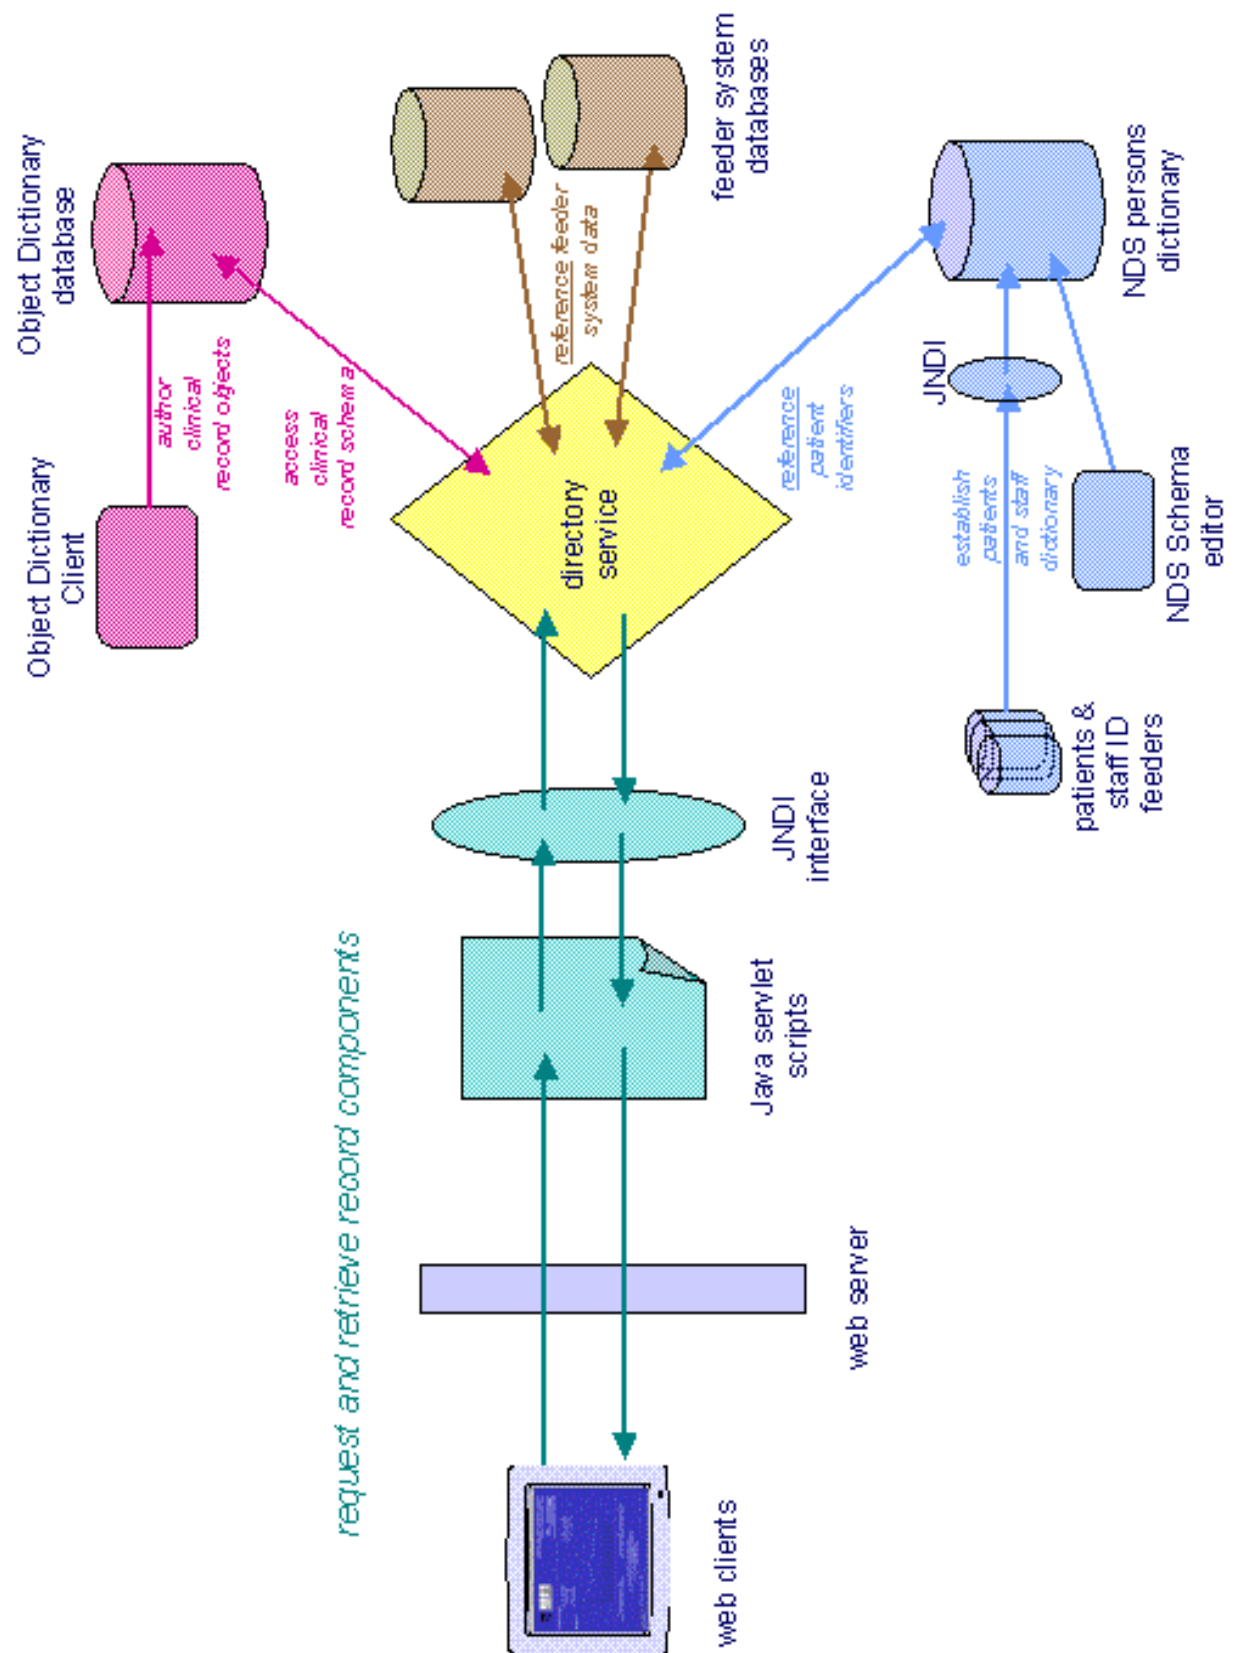 Object Dictionary
Client
Object Dictionary
database
author
clinical
record objects
access
clinical
record schema
request and retrieve record components
web clients
web server
Java servlet
scripts
JNDI
interface
directory
service
reference feeder
system data
feeder system
databases
reference
patient
identifiers
patients &
staff ID
feeders
establish
patients
and staff
dictionary
JNDI
NDS Schema
editor
NDS persons
dictionary